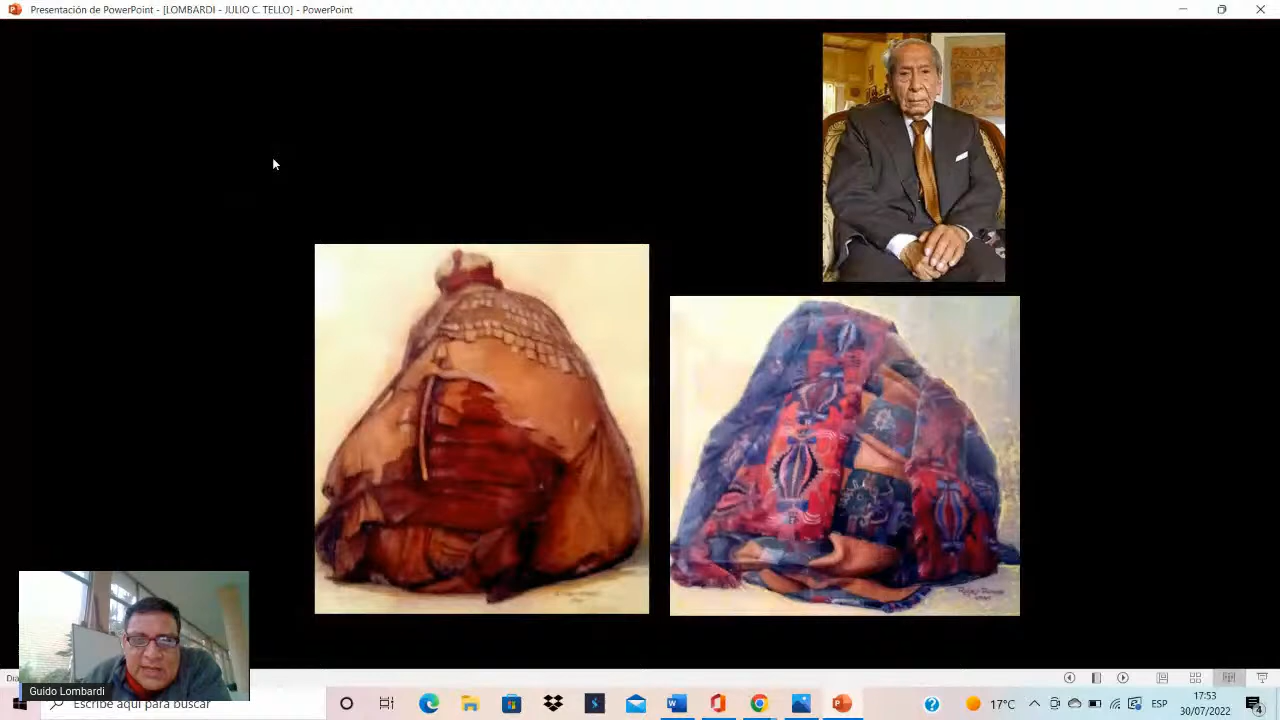 Presentación de PowerPoint - [LOMBARDI - JULIO C. TELLO] - PowerPoint
Guido Lombardi
Escribe aquí para buscar
17°C
ESP
17:53
30/07/2022
4